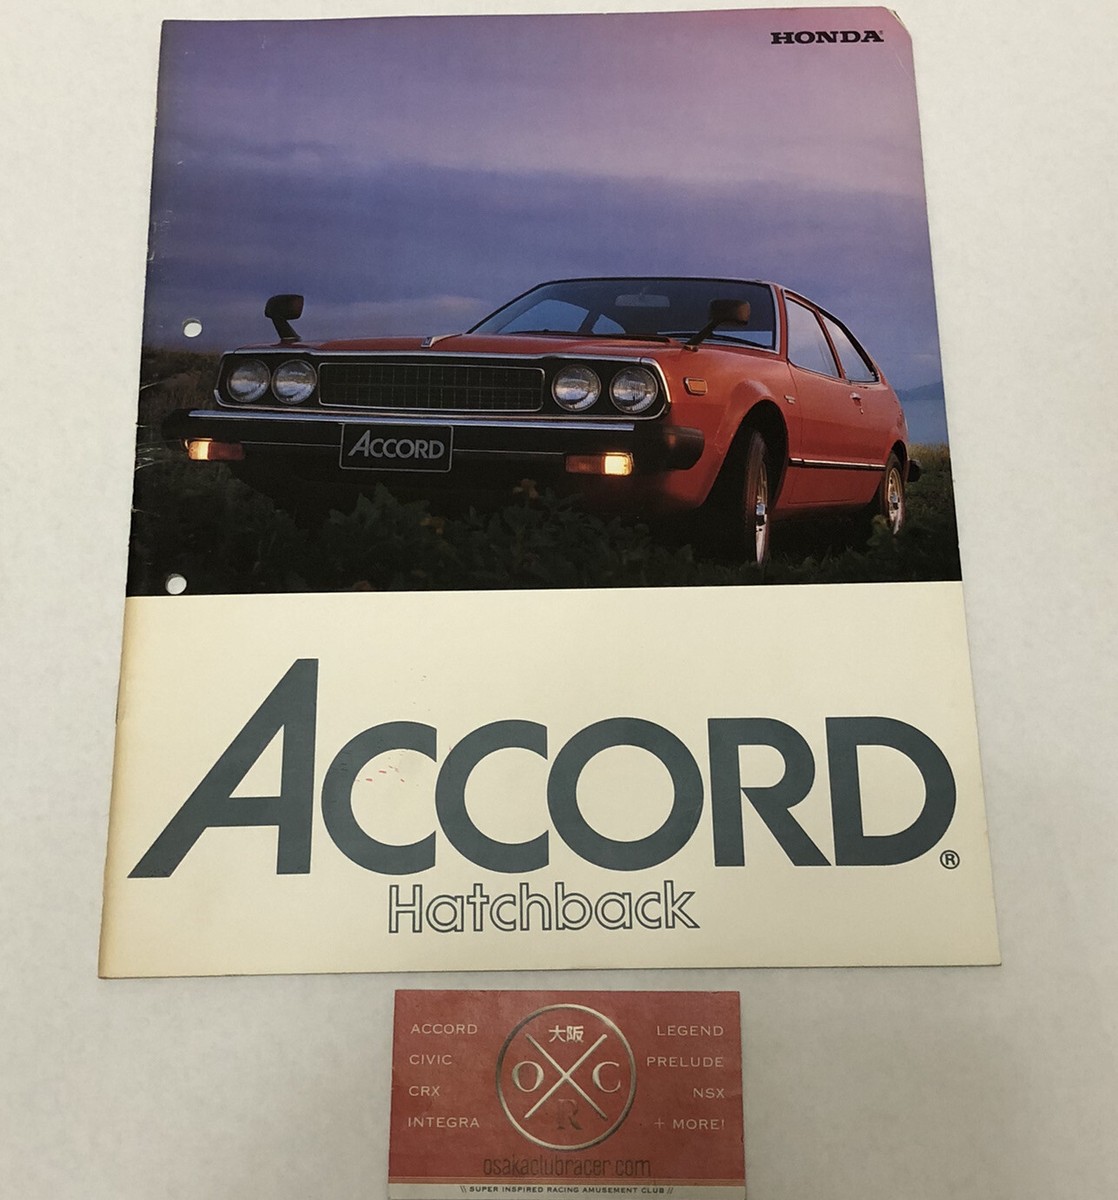 HONDA
ACCORD
ACCORD®
Hatchback
ACCORD
CIVIC
CRX
INTEGRA
大阪
O C
R
LEGEND
PRELUDE
NSX
+ MORE!
osakaclubracer.com
\\ SUPER INSPIRED RACING AMUSEMENT CLUB //